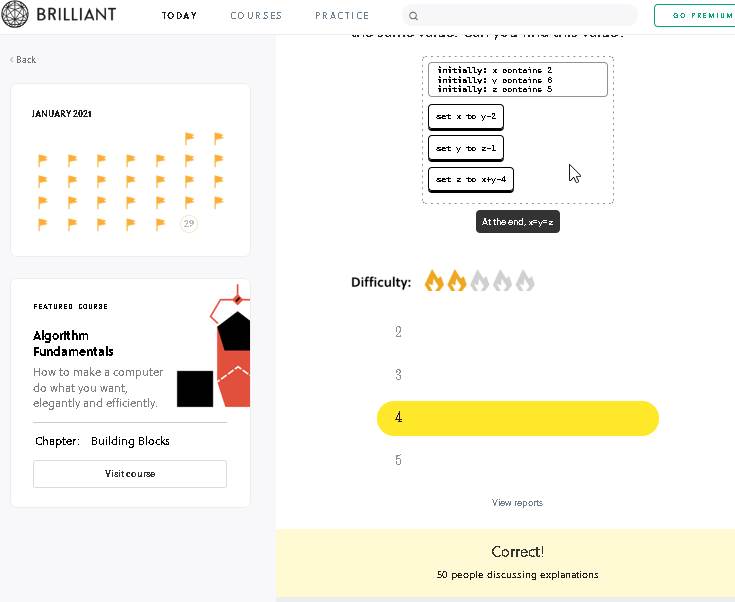 BRILLIANT
TODAY COURSES PRACTICE GO PREMIUM
the same value. Can you find this value?
‹ Back
initially: x contains 2
initially: y contains 6
initially: z contains 5
set x to y-2
set y to z-1
set z to x+y-4
At the end, x=y=z
JANUARY 2021
29
Difficulty:
2
3
4
5
View reports
Correct!
50 people discussing explanations
FEATURED COURSE
Algorithm
Fundamentals
How to make a computer
do what you want,
elegantly and efficiently.
Chapter: Building Blocks
Visit course